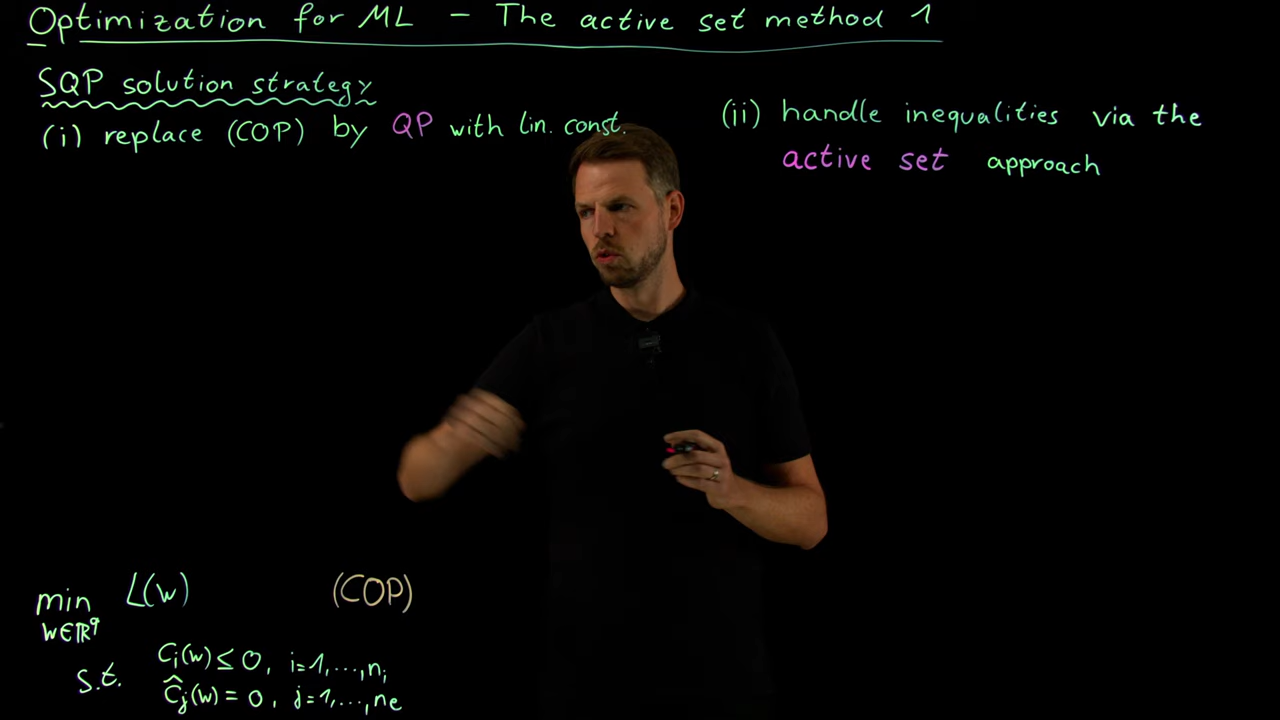 Optimization for ML – The active set method 1
SQP solution strategy
(i) replace (COP) by QP with lin. const.
(ii) handle inequalities via the
active set approach
min L(w) (COP)
w∈ℝ^q
s.t. C_i(w) ≤ 0, i=1,...,n_i
Ĉ_j(w) = 0, j=1,...,n_e